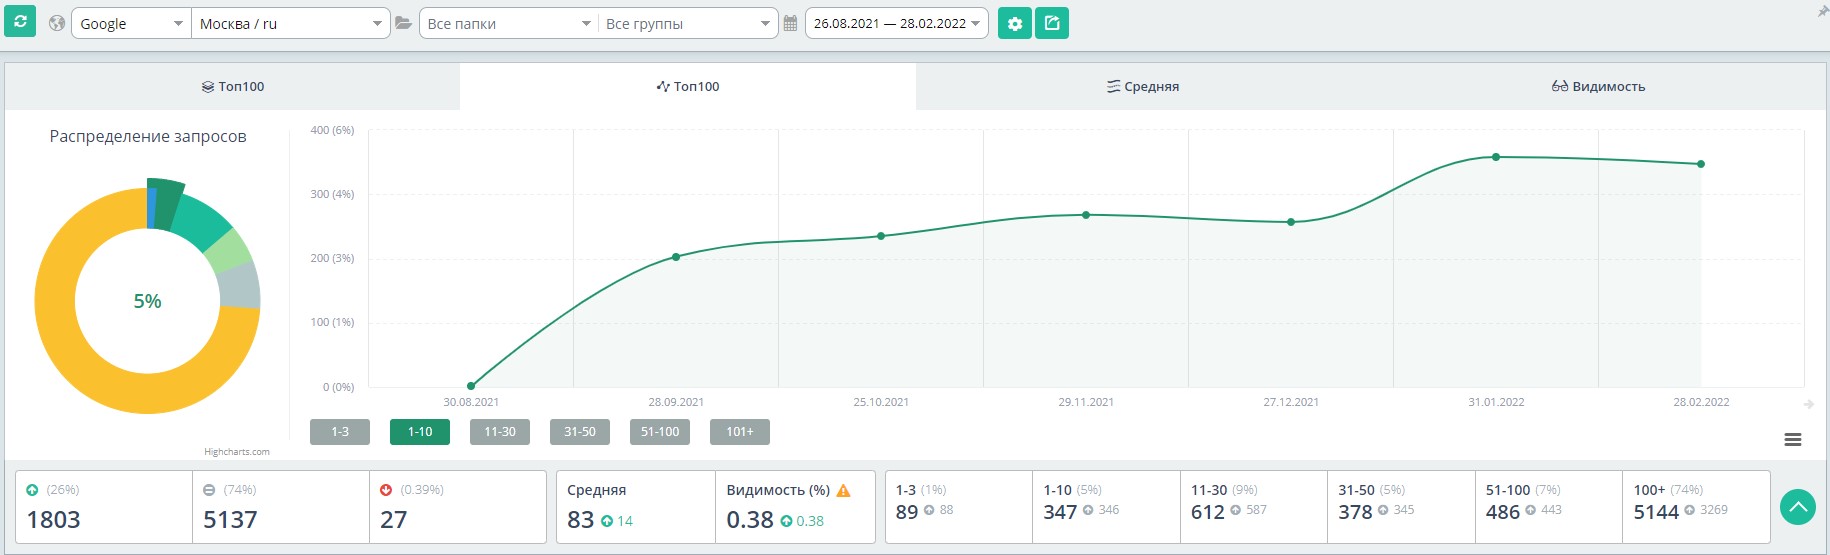 Google Москва / ru Все папки Все группы 26.08.2021 — 28.02.2022
Топ100 Топ100 Средняя Видимость
Распределение запросов
5%
Highcharts.com
400 (6%)
300 (4%)
200 (3%)
100 (1%)
0 (0%)
30.08.2021 28.09.2021 25.10.2021 29.11.2021 27.12.2021 31.01.2022 28.02.2022
1-3 1-10 11-30 31-50 51-100 101+
(26%) (74%) (0.39%)
1803 5137 27
Средняя Видимость (%)
83 14 0.38 0.38
1-3 (1%) 1-10 (5%) 11-30 (9%) 31-50 (5%) 51-100 (7%) 100+ (74%)
89 88 347 346 612 587 378 345 486 443 5144 3269